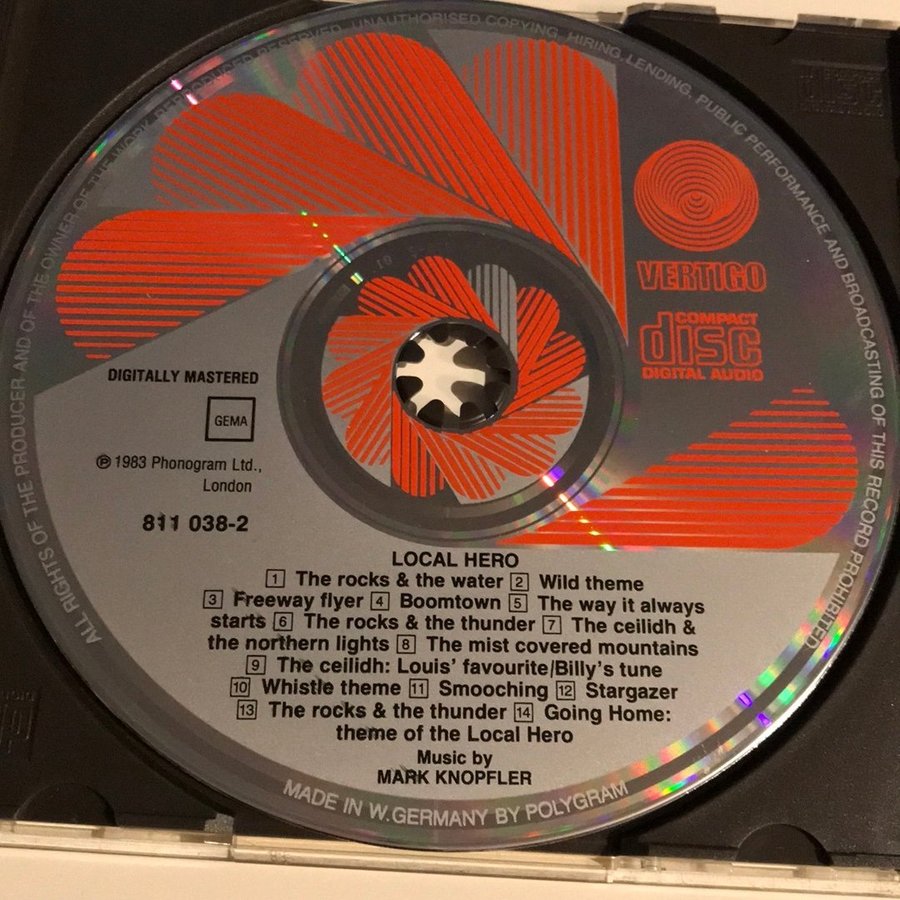 ALL RIGHTS OF THE PRODUCER AND OF THE OWNER OF THE WORK REPRODUCED RESERVED. UNAUTHORISED COPYING, HIRING, LENDING, PUBLIC PERFORMANCE AND BROADCASTING OF THIS RECORD PROHIBITED
VERTIGO
COMPACT
disc
DIGITAL AUDIO
DIGITALLY MASTERED
GEMA
℗ 1983 Phonogram Ltd.,
London
811 038-2
LOCAL HERO
1 The rocks & the water 2 Wild theme
3 Freeway flyer 4 Boomtown 5 The way it always
starts 6 The rocks & the thunder 7 The ceilidh &
the northern lights 8 The mist covered mountains
9 The ceilidh: Louis' favourite/Billy's tune
10 Whistle theme 11 Smooching 12 Stargazer
13 The rocks & the thunder 14 Going Home:
theme of the Local Hero
Music by
MARK KNOPFLER
MADE IN W.GERMANY BY POLYGRAM